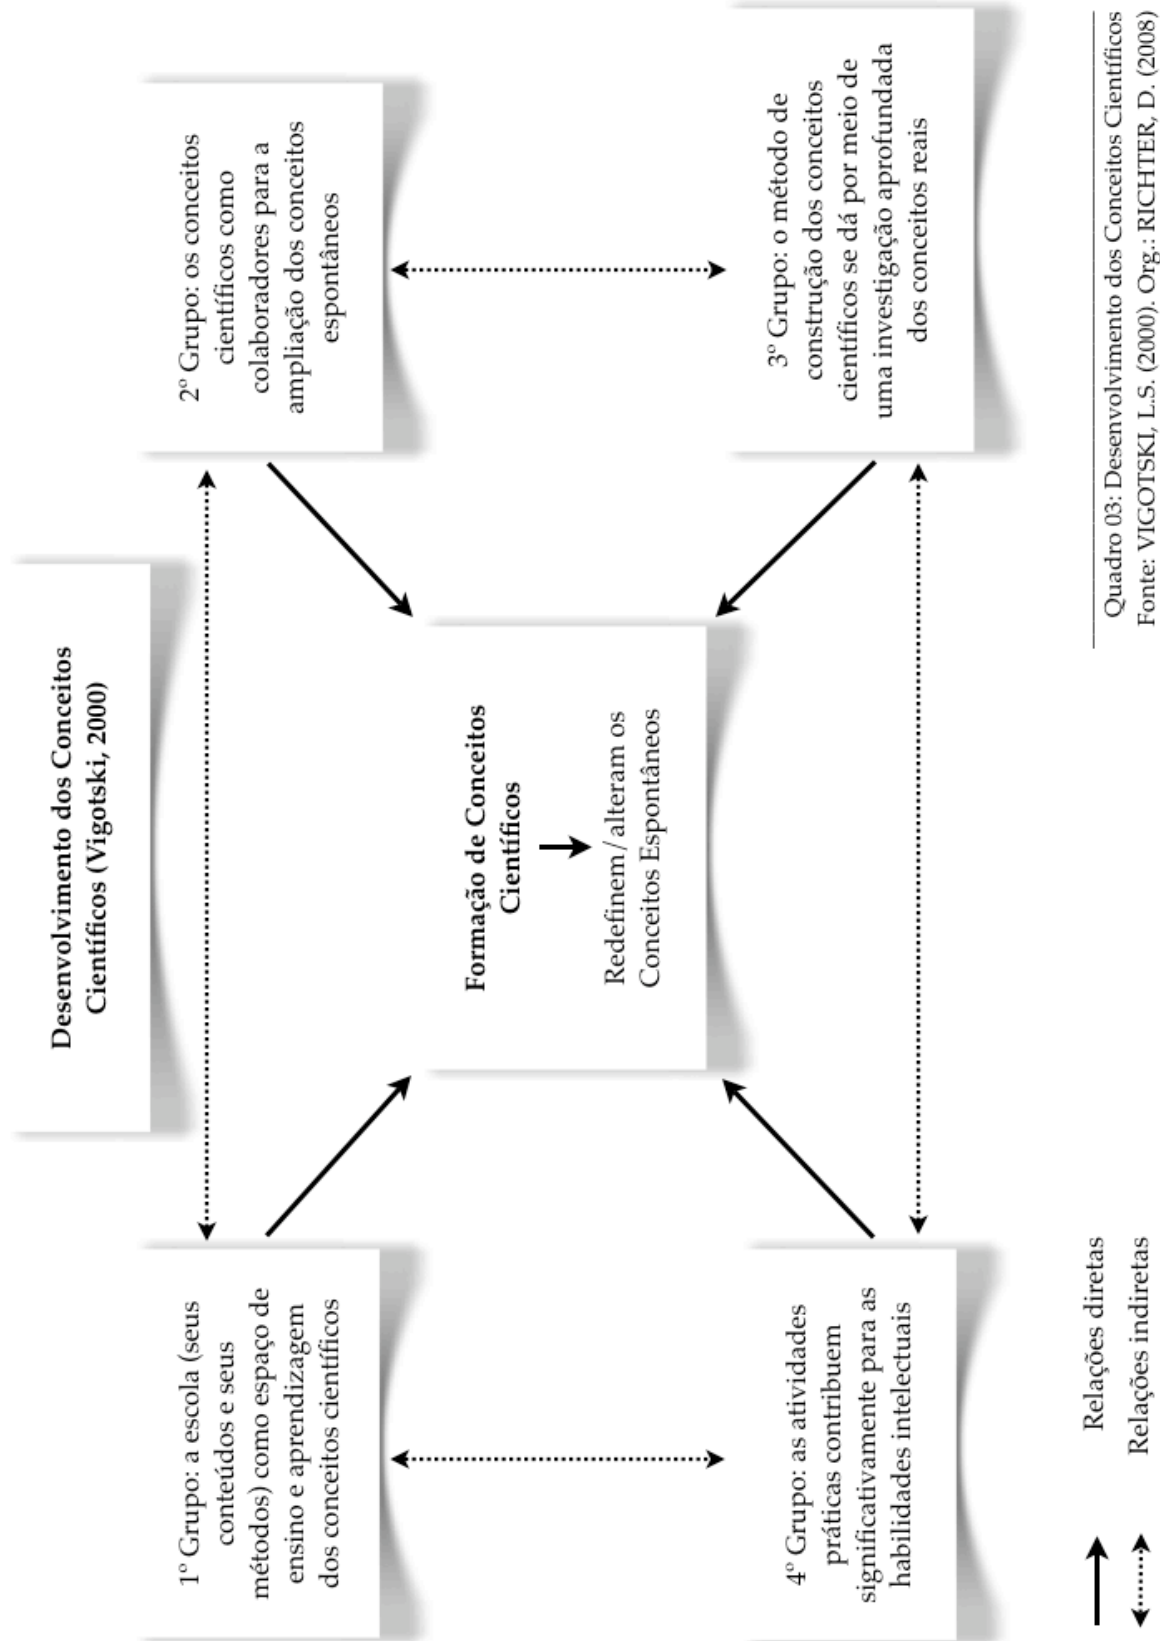 Desenvolvimento dos Conceitos
Científicos (Vigotski, 2000)
1º Grupo: a escola (seus
conteúdos e seus
métodos) como espaço de
ensino e aprendizagem
dos conceitos científicos
2º Grupo: os conceitos
científicos como
colaboradores para a
ampliação dos conceitos
espontâneos
Formação de Conceitos
Científicos
Redefinem/alteram os
Conceitos Espontâneos
4º Grupo: as atividades
práticas contribuem
significativamente para as
habilidades intelectuais
3º Grupo: o método de
construção dos conceitos
científicos se dá por meio de
uma investigação aprofundada
dos conceitos reais
Relações diretas
Relações indiretas
Quadro 03: Desenvolvimento dos Conceitos Científicos
Fonte: VIGOTSKI, L.S. (2000). Org.: RICHTER, D. (2008)